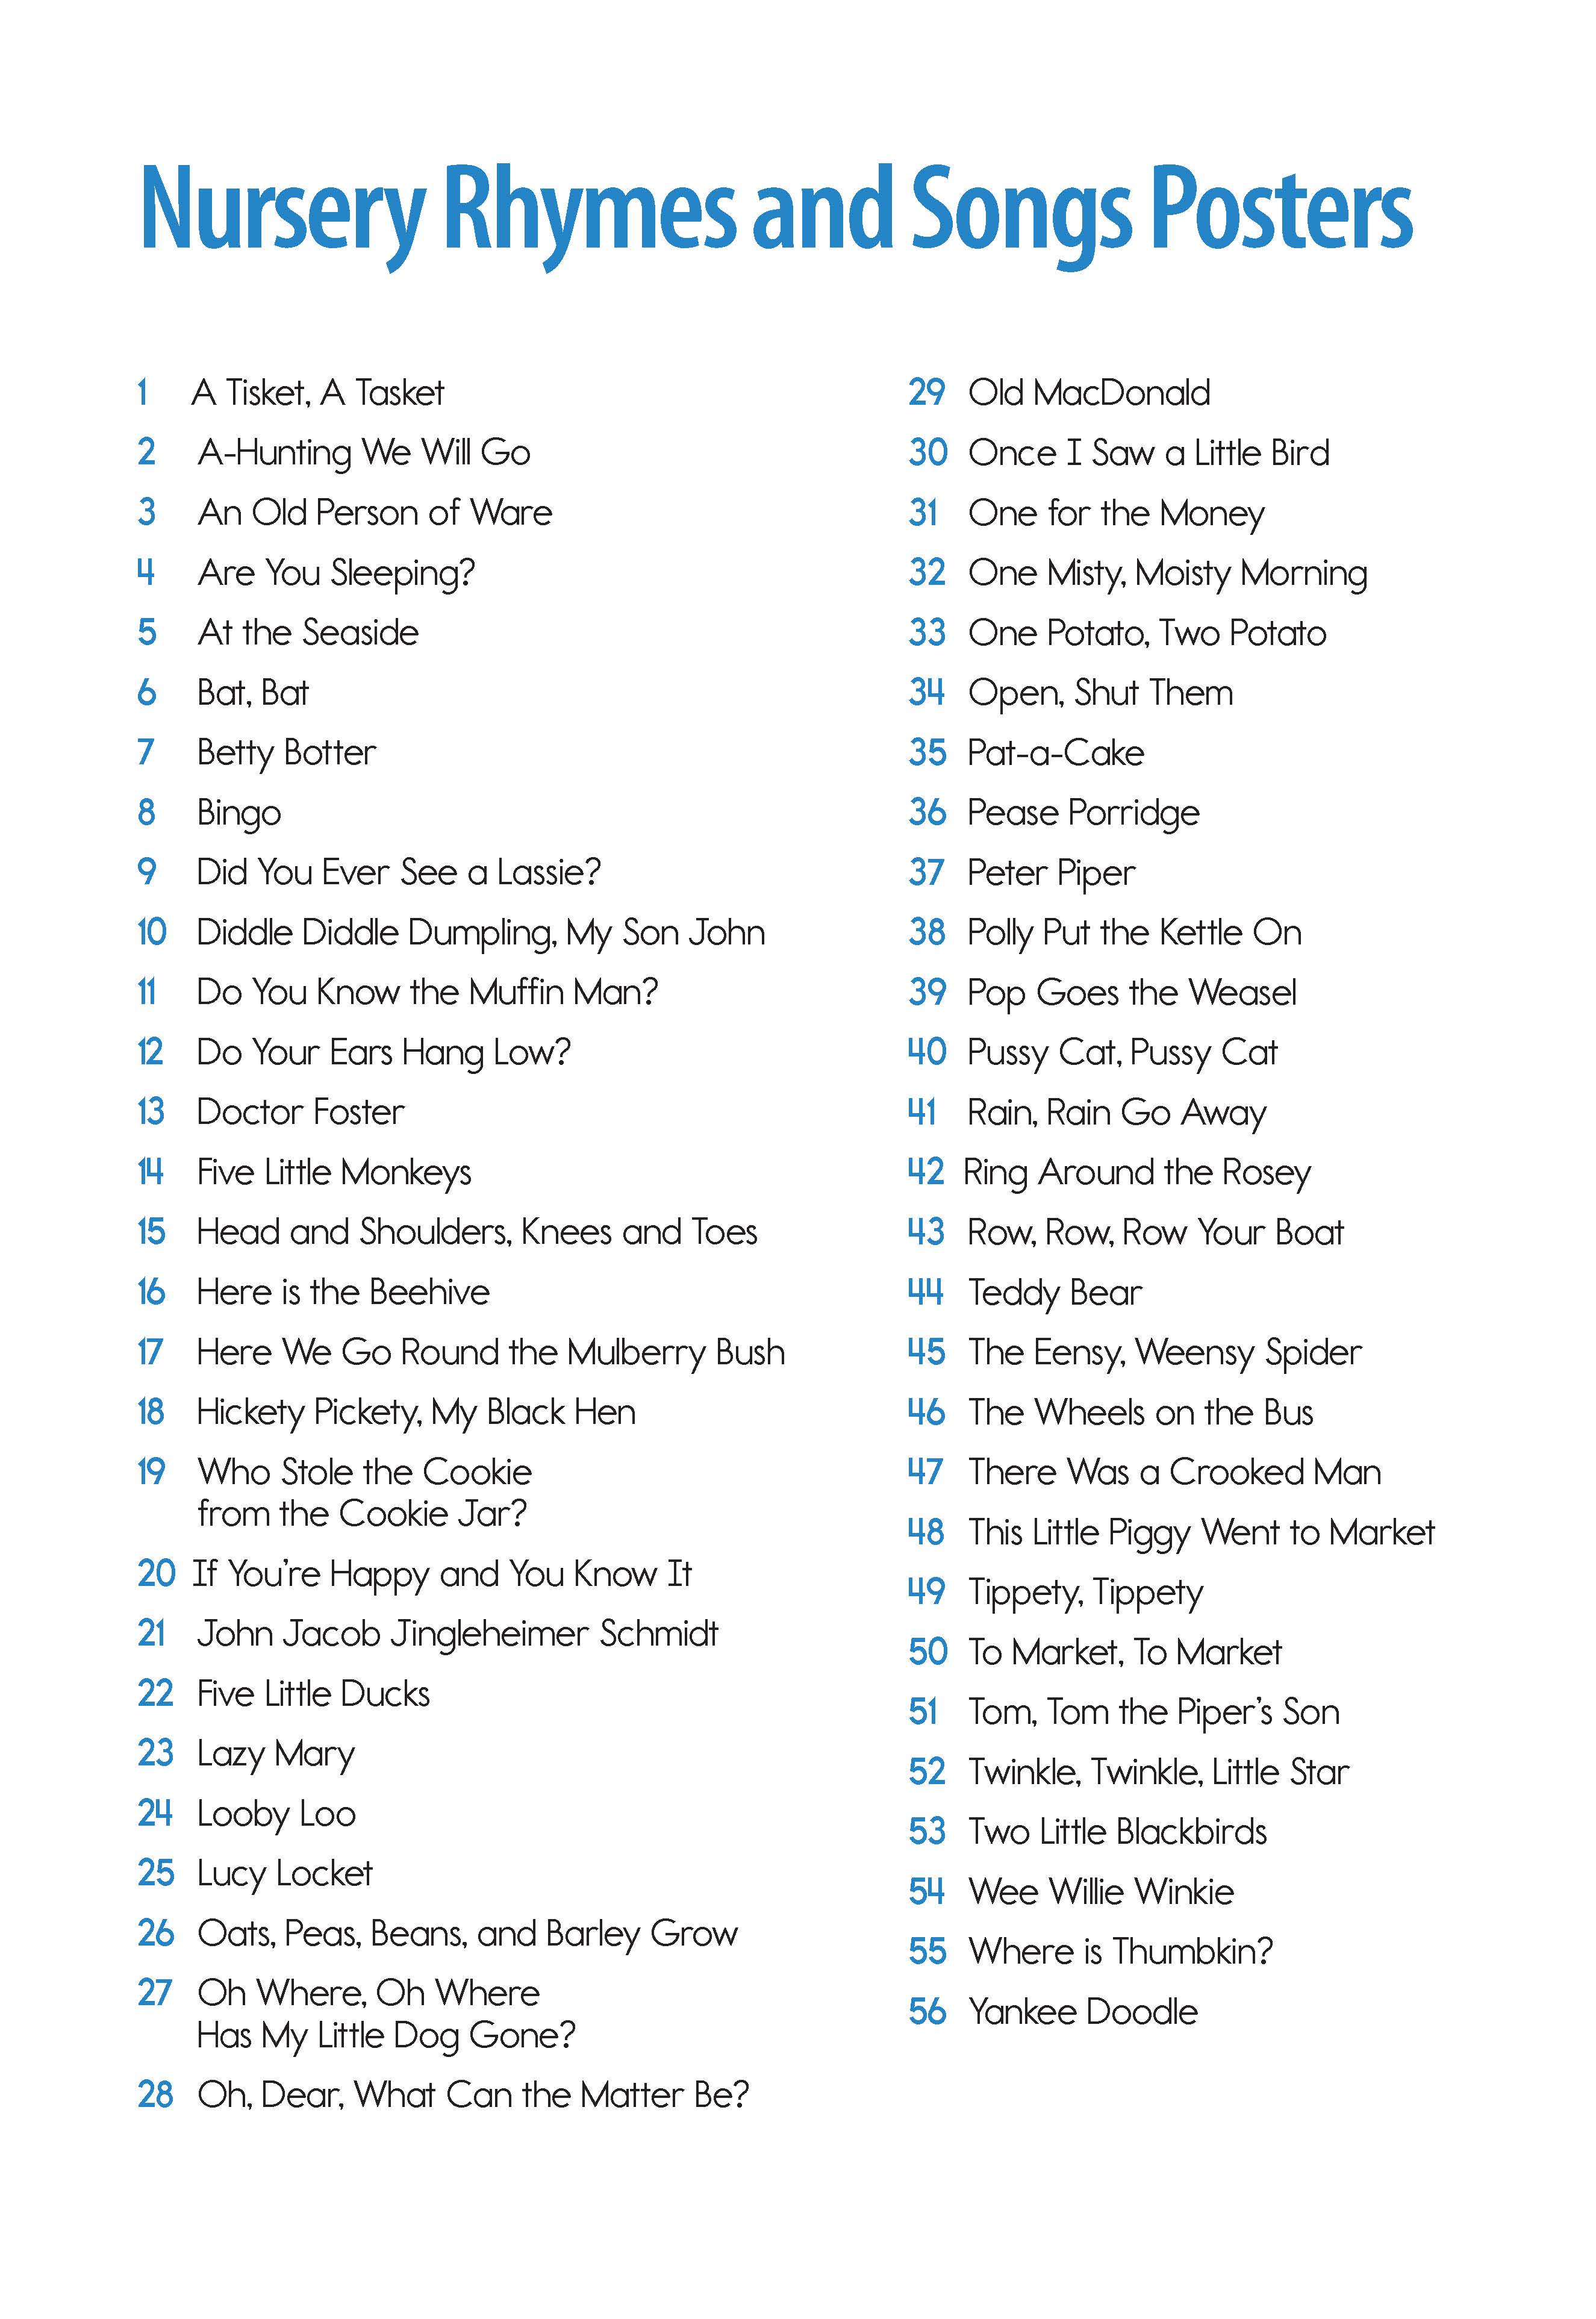 Nursery Rhymes and Songs Posters
1 A Tisket, A Tasket
2 A-Hunting We Will Go
3 An Old Person of Ware
4 Are You Sleeping?
5 At the Seaside
6 Bat, Bat
7 Betty Botter
8 Bingo
9 Did You Ever See a Lassie?
10 Diddle Diddle Dumpling, My Son John
11 Do You Know the Muffin Man?
12 Do Your Ears Hang Low?
13 Doctor Foster
14 Five Little Monkeys
15 Head and Shoulders, Knees and Toes
16 Here is the Beehive
17 Here We Go Round the Mulberry Bush
18 Hickety Pickety, My Black Hen
19 Who Stole the Cookie
from the Cookie Jar?
20 If You're Happy and You Know It
21 John Jacob Jingleheimer Schmidt
22 Five Little Ducks
23 Lazy Mary
24 Looby Loo
25 Lucy Locket
26 Oats, Peas, Beans, and Barley Grow
27 Oh Where, Oh Where
Has My Little Dog Gone?
28 Oh, Dear, What Can the Matter Be?
29 Old MacDonald
30 Once I Saw a Little Bird
31 One for the Money
32 One Misty, Moisty Morning
33 One Potato, Two Potato
34 Open, Shut Them
35 Pat-a-Cake
36 Pease Porridge
37 Peter Piper
38 Polly Put the Kettle On
39 Pop Goes the Weasel
40 Pussy Cat, Pussy Cat
41 Rain, Rain Go Away
42 Ring Around the Rosey
43 Row, Row, Row Your Boat
44 Teddy Bear
45 The Eensy, Weensy Spider
46 The Wheels on the Bus
47 There Was a Crooked Man
48 This Little Piggy Went to Market
49 Tippety, Tippety
50 To Market, To Market
51 Tom, Tom the Piper's Son
52 Twinkle, Twinkle, Little Star
53 Two Little Blackbirds
54 Wee Willie Winkie
55 Where is Thumbkin?
56 Yankee Doodle